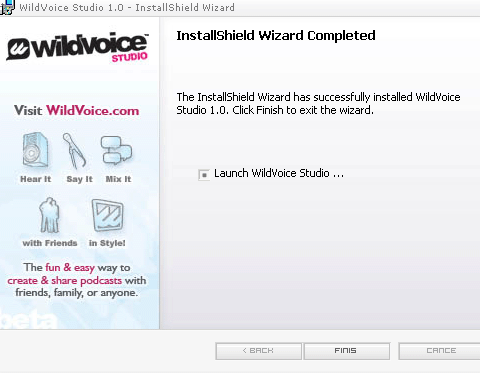 WildVoice Studio 1.0 - InstallShield Wizard
wildvoice™
STUDIO
Visit WildVoice.com
Hear It Say It Mix It
with Friends in Style!
The fun & easy way to
create & share podcasts with
friends, family, or anyone.
beta
InstallShield Wizard Completed
The InstallShield Wizard has successfully installed WildVoice
Studio 1.0. Click Finish to exit the wizard.
Launch WildVoice Studio ...
< BACK FINIS CANCE